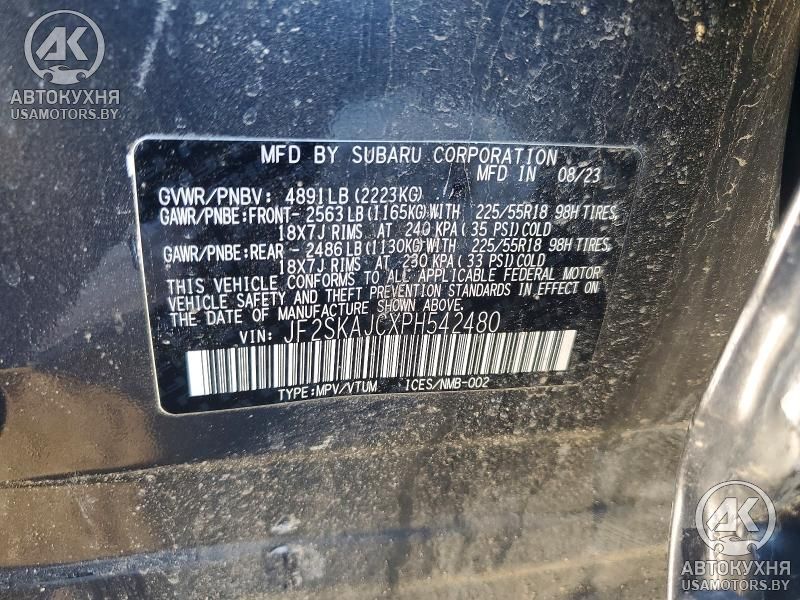 AK
АВТОКУХНЯ
USAMOTORS.BY
MFD BY SUBARU CORPORATION
MFD IN 08/23
GVWR/PNBV: 4891LB(2223KG)
GAWR/PNBE:FRONT- 2563LB(1165KG)WITH 225/55R18 98H TIRES,
18X7J RIMS AT 240 KPA(35 PSI)COLD
GAWR/PNBE:REAR -2486LB(1130KG)WITH 225/55R18 98H TIRES,
18X7J RIMS AT 230 KPA(33 PSI)COLD
THIS VEHICLE CONFORMS TO ALL APPLICABLE FEDERAL MOTOR
VEHICLE SAFETY AND THEFT PREVENTION STANDARDS IN EFFECT ON
THE DATE OF MANUFACTURE SHOWN ABOVE.
VIN: JF2SKAJCXPH542480
TYPE:MPV/VTUM ICES/NMB-002
AK
АВТОКУХНЯ
USAMOTORS.BY